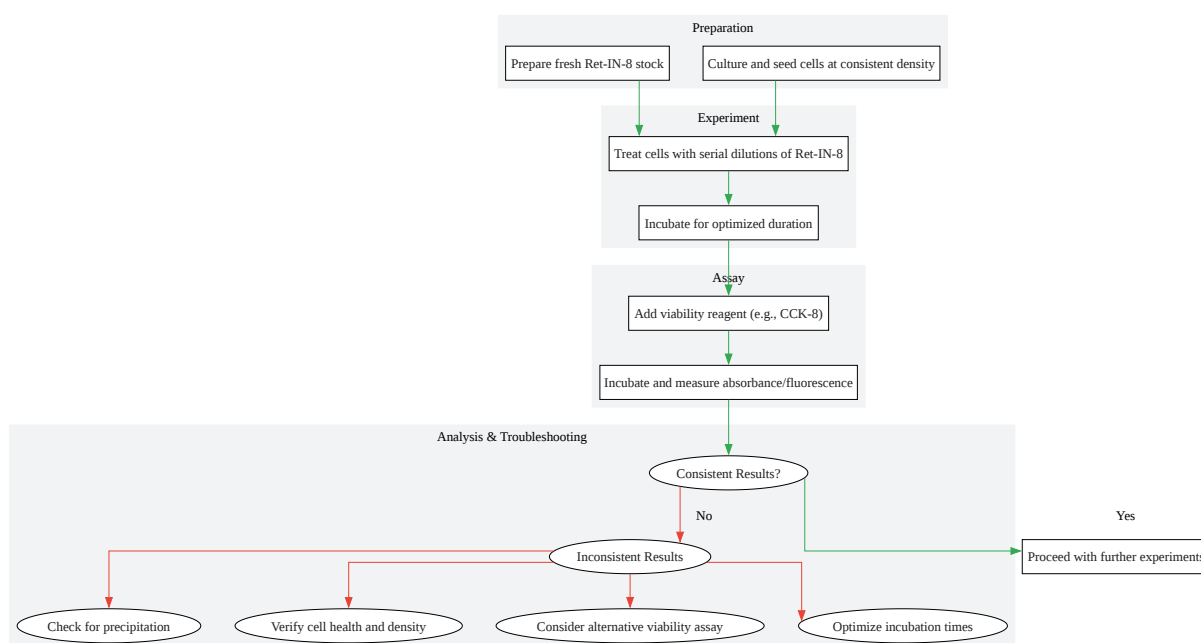 Preparation
Prepare fresh Ret-IN-8 stock
Culture and seed cells at consistent density
Experiment
Treat cells with serial dilutions of Ret-IN-8
Incubate for optimized duration
Assay
Add viability reagent (e.g., CCK-8)
Incubate and measure absorbance/fluorescence
Analysis & Troubleshooting
Consistent Results?
No
Yes
Inconsistent Results
Proceed with further experiments
Check for precipitation
Verify cell health and density
Consider alternative viability assay
Optimize incubation times